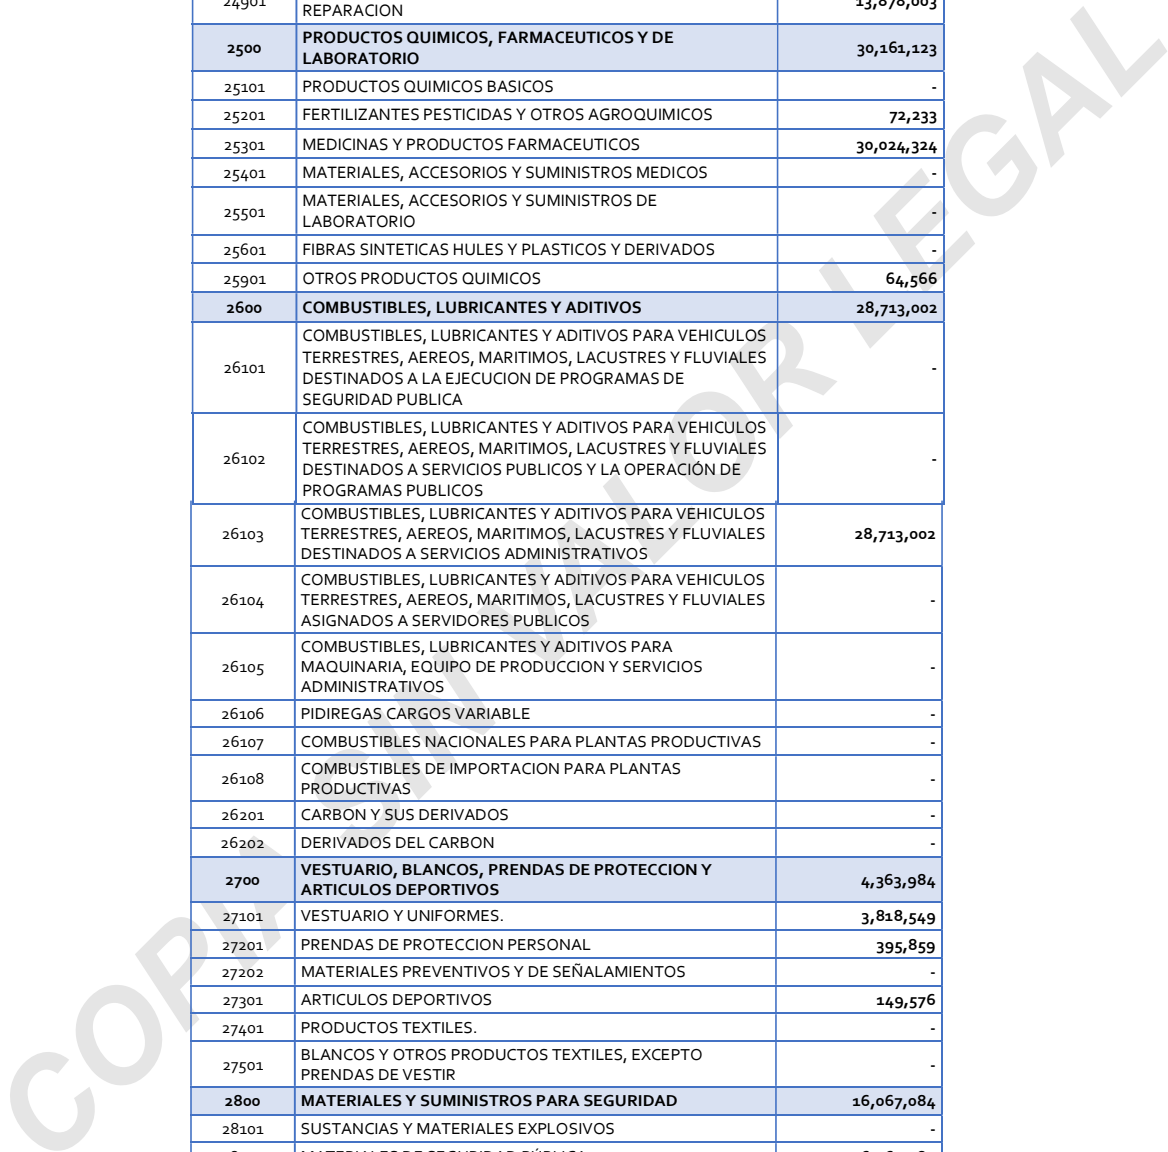 24901 REPARACION 13,878,003
2500 PRODUCTOS QUIMICOS, FARMACEUTICOS Y DE
LABORATORIO 30,161,123
25101 PRODUCTOS QUIMICOS BASICOS -
25201 FERTILIZANTES PESTICIDAS Y OTROS AGROQUIMICOS 72,233
25301 MEDICINAS Y PRODUCTOS FARMACEUTICOS 30,024,324
25401 MATERIALES, ACCESORIOS Y SUMINISTROS MEDICOS -
25501 MATERIALES, ACCESORIOS Y SUMINISTROS DE
LABORATORIO -
25601 FIBRAS SINTETICAS HULES Y PLASTICOS Y DERIVADOS -
25901 OTROS PRODUCTOS QUIMICOS 64,566
2600 COMBUSTIBLES, LUBRICANTES Y ADITIVOS 28,713,002
26101 COMBUSTIBLES, LUBRICANTES Y ADITIVOS PARA VEHICULOS
TERRESTRES, AEREOS, MARITIMOS, LACUSTRES Y FLUVIALES
DESTINADOS A LA EJECUCION DE PROGRAMAS DE
SEGURIDAD PUBLICA -
26102 COMBUSTIBLES, LUBRICANTES Y ADITIVOS PARA VEHICULOS
TERRESTRES, AEREOS, MARITIMOS, LACUSTRES Y FLUVIALES
DESTINADOS A SERVICIOS PUBLICOS Y LA OPERACIÓN DE
PROGRAMAS PUBLICOS -
26103 COMBUSTIBLES, LUBRICANTES Y ADITIVOS PARA VEHICULOS
TERRESTRES, AEREOS, MARITIMOS, LACUSTRES Y FLUVIALES
DESTINADOS A SERVICIOS ADMINISTRATIVOS 28,713,002
26104 COMBUSTIBLES, LUBRICANTES Y ADITIVOS PARA VEHICULOS
TERRESTRES, AEREOS, MARITIMOS, LACUSTRES Y FLUVIALES
ASIGNADOS A SERVIDORES PUBLICOS -
26105 COMBUSTIBLES, LUBRICANTES Y ADITIVOS PARA
MAQUINARIA, EQUIPO DE PRODUCCION Y SERVICIOS
ADMINISTRATIVOS -
26106 PIDIREGAS CARGOS VARIABLE -
26107 COMBUSTIBLES NACIONALES PARA PLANTAS PRODUCTIVAS -
26108 COMBUSTIBLES DE IMPORTACION PARA PLANTAS
PRODUCTIVAS -
26201 CARBON Y SUS DERIVADOS -
26202 DERIVADOS DEL CARBON -
2700 VESTUARIO, BLANCOS, PRENDAS DE PROTECCION Y
ARTICULOS DEPORTIVOS 4,363,984
27101 VESTUARIO Y UNIFORMES. 3,818,549
27201 PRENDAS DE PROTECCION PERSONAL 395,859
27202 MATERIALES PREVENTIVOS Y DE SEÑALAMIENTOS -
27301 ARTICULOS DEPORTIVOS 149,576
27401 PRODUCTOS TEXTILES. -
27501 BLANCOS Y OTROS PRODUCTOS TEXTILES, EXCEPTO
PRENDAS DE VESTIR -
2800 MATERIALES Y SUMINISTROS PARA SEGURIDAD 16,067,084
28101 SUSTANCIAS Y MATERIALES EXPLOSIVOS -
MATERIALES DE SEGURIDAD PÚBLICA
COPIA SIN VALOR LEGAL